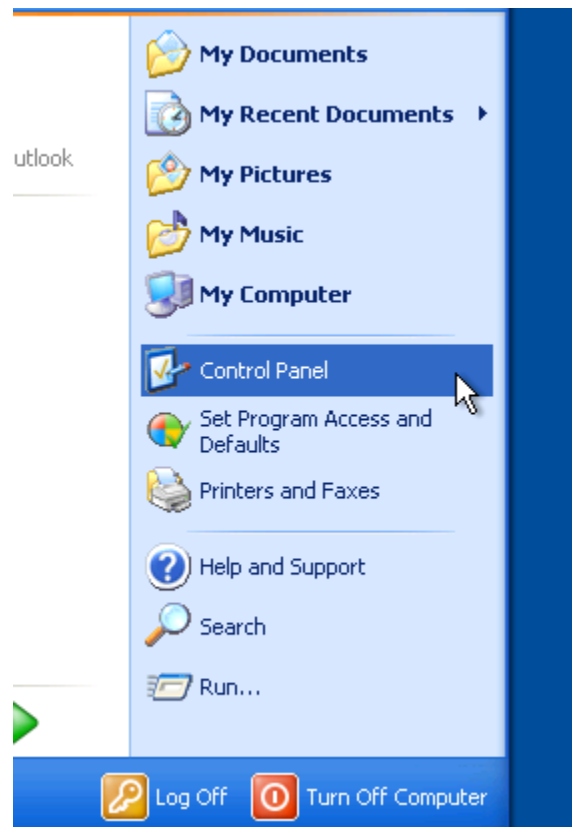 My Documents
My Recent Documents
utlook
My Pictures
My Music
My Computer
Control Panel
Set Program Access and
Defaults
Printers and Faxes
Help and Support
Search
Run...
Log Off
Turn Off Computer